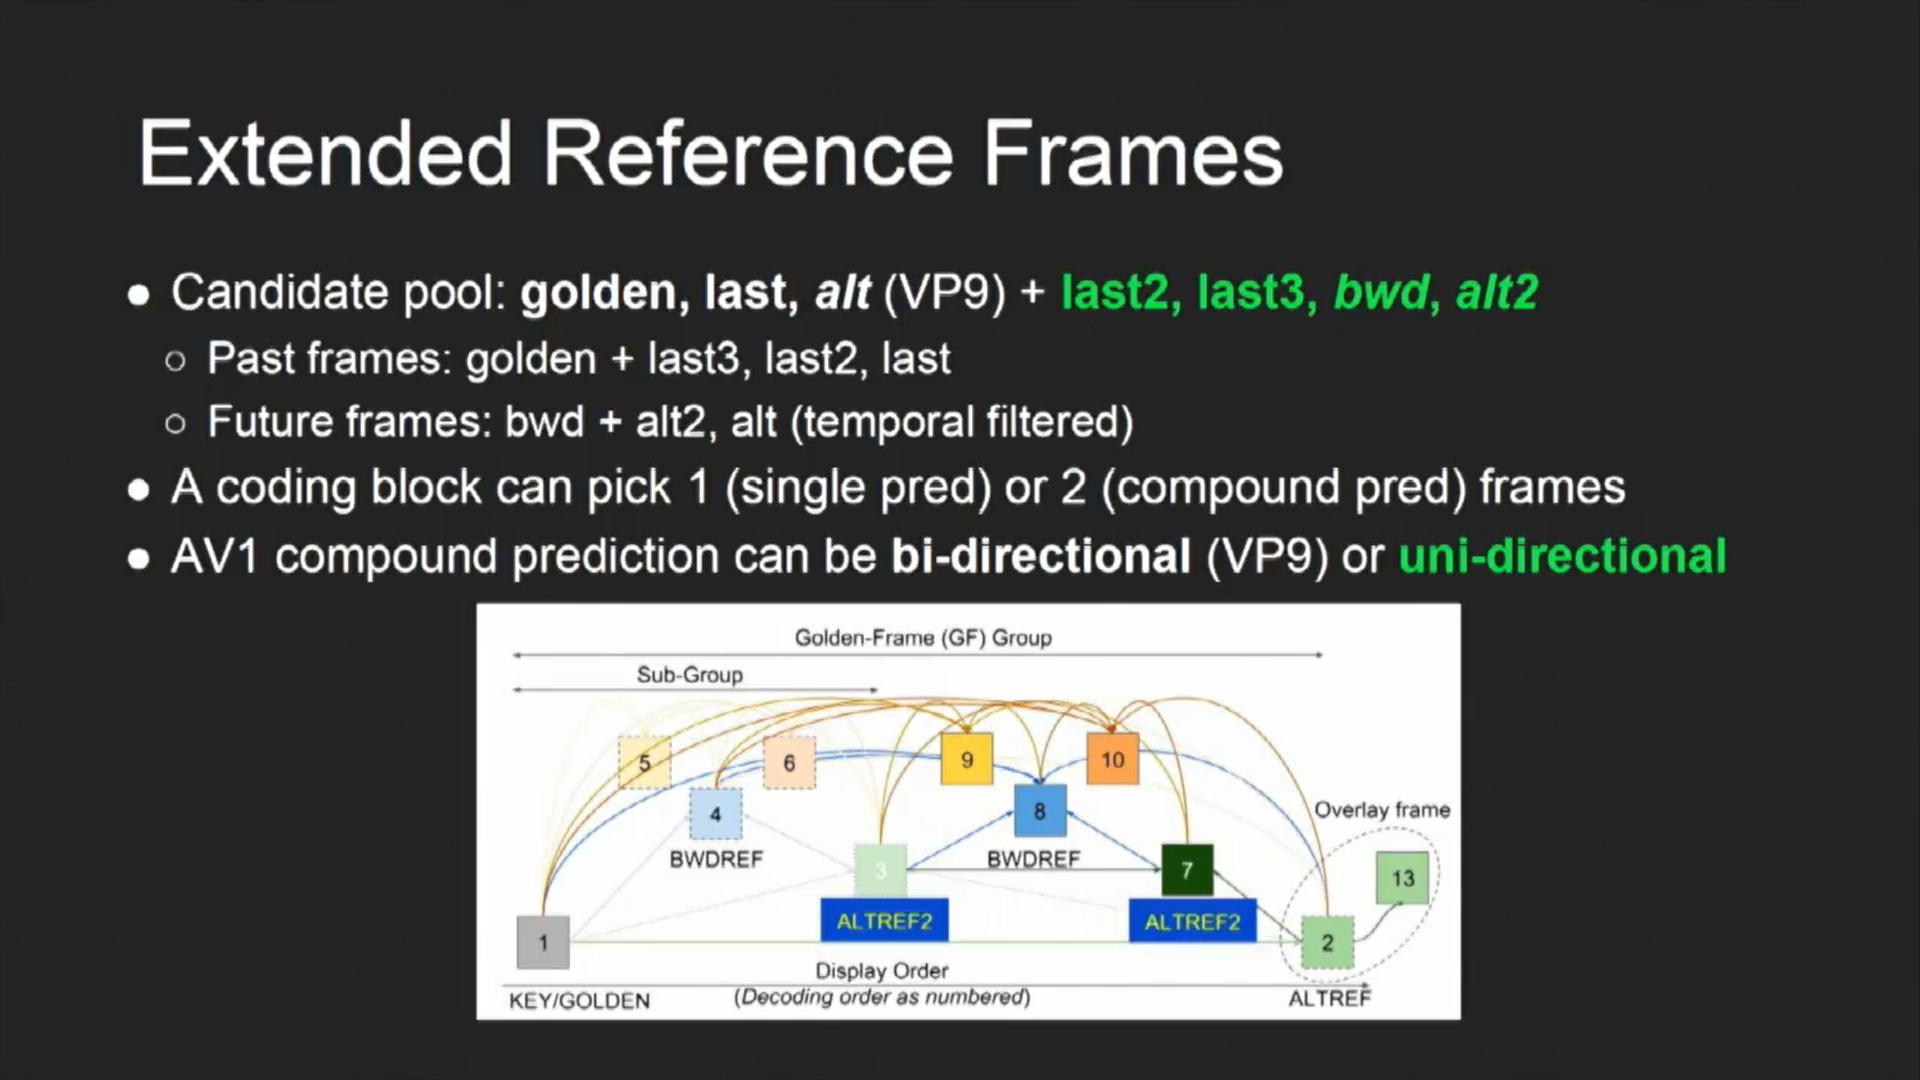 Extended Reference Frames
● Candidate pool: golden, last, alt (VP9) + last2, last3, bwd, alt2
○ Past frames: golden + last3, last2, last
○ Future frames: bwd + alt2, alt (temporal filtered)
● A coding block can pick 1 (single pred) or 2 (compound pred) frames
● AV1 compound prediction can be bi-directional (VP9) or uni-directional
Golden-Frame (GF) Group
Sub-Group
5
6
9
10
4
8
Overlay frame
BWDREF
BWDREF
3
7
13
ALTREF2
ALTREF2
1
2
Display Order
(Decoding order as numbered)
KEY/GOLDEN
ALTREF